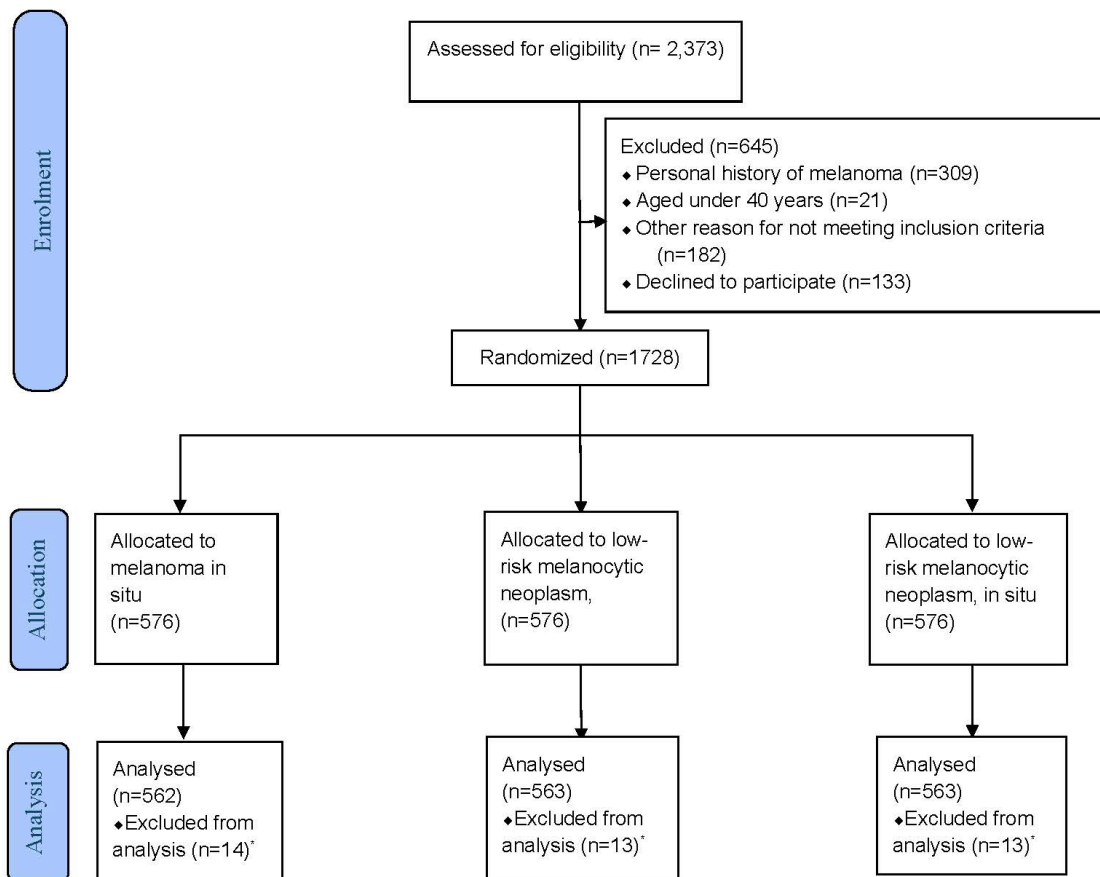 Enrolment
Assessed for eligibility (n= 2,373)
Excluded (n=645)
◆ Personal history of melanoma (n=309)
◆ Aged under 40 years (n=21)
◆ Other reason for not meeting inclusion criteria
(n=182)
◆ Declined to participate (n=133)
Randomized (n=1728)
Allocation
Allocated to
melanoma in
situ
(n=576)
Allocated to low-
risk melanocytic
neoplasm,
(n=576)
Allocated to low-
risk melanocytic
neoplasm, in situ
(n=576)
Analysis
Analysed
(n=562)
◆Excluded from
analysis (n=14)*
Analysed
(n=563)
◆Excluded from
analysis (n=13)*
Analysed
(n=563)
◆Excluded from
analysis (n=13)*